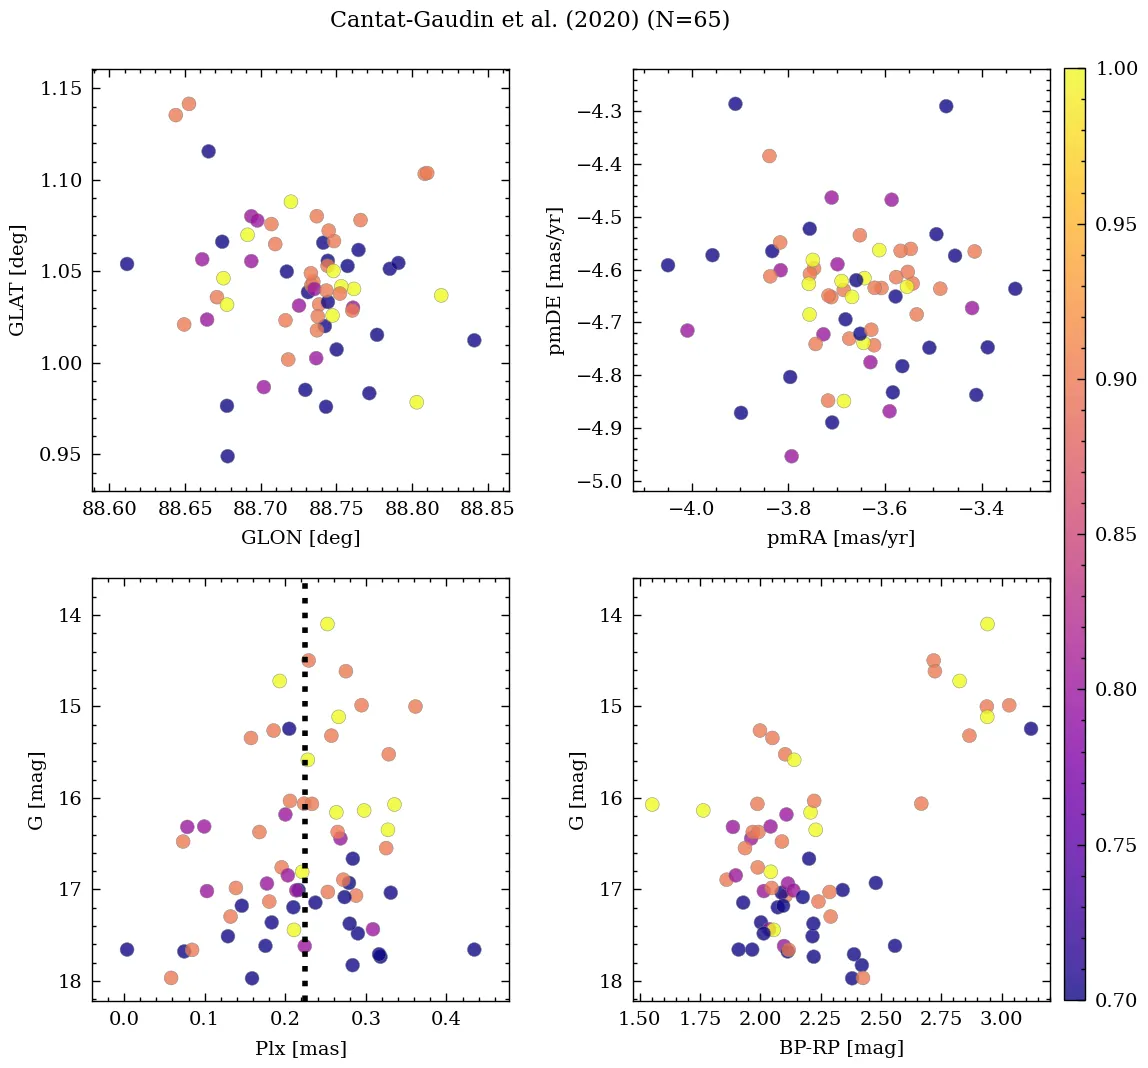 Cantat-Gaudin et al. (2020) (N=65)
1.15
1.10
1.05
1.00
0.95
GLAT [deg]
88.60 88.65 88.70 88.75 88.80 88.85
GLON [deg]
−4.3
−4.4
−4.5
−4.6
−4.7
−4.8
−4.9
−5.0
pmDE [mas/yr]
−4.0 −3.8 −3.6 −3.4
pmRA [mas/yr]
14
15
16
17
18
G [mag]
0.0 0.1 0.2 0.3 0.4
Plx [mas]
14
15
16
17
18
G [mag]
1.50 1.75 2.00 2.25 2.50 2.75 3.00
BP-RP [mag]
1.00
0.95
0.90
0.85
0.80
0.75
0.70